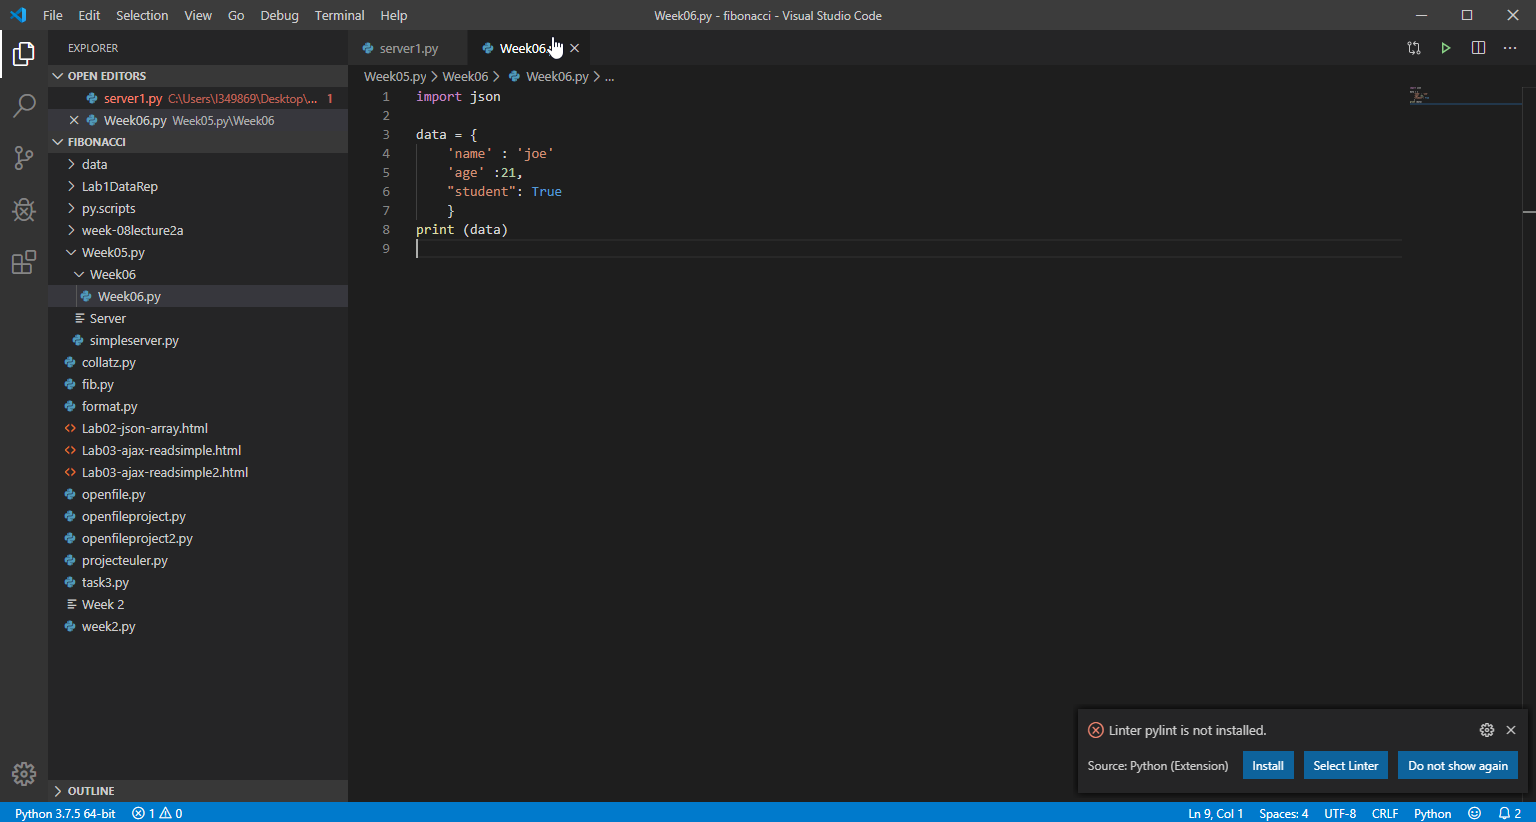 File Edit Selection View Go Debug Terminal Help
Week06.py - fibonacci - Visual Studio Code
EXPLORER
OPEN EDITORS
server1.py C:\Users\I349869\Desktop\... 1
Week06.py Week05.py\Week06
FIBONACCI
data
Lab1DataRep
py.scripts
week-08lecture2a
Week05.py
Week06
Week06.py
Server
simpleserver.py
collatz.py
fib.py
format.py
Lab02-json-array.html
Lab03-ajax-readsimple.html
Lab03-ajax-readsimple2.html
openfile.py
openfileproject.py
openfileproject2.py
projecteuler.py
task3.py
Week 2
week2.py
OUTLINE
server1.py Week06.
Week05.py > Week06 > Week06.py > ...
1 import json
2
3 data = {
4 'name' : 'joe'
5 'age' :21,
6 "student": True
7 }
8 print (data)
9
Linter pylint is not installed.
Source: Python (Extension) Install Select Linter Do not show again
Python 3.7.5 64-bit 1 0 Ln 9, Col 1 Spaces: 4 UTF-8 CRLF Python 2